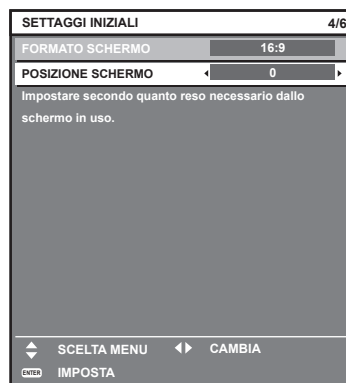 SETTAGGI INIZIALI 4/6
FORMATO SCHERMO 16:9
POSIZIONE SCHERMO 0
Impostare secondo quanto reso necessario dallo
schermo in uso.
SCELTA MENU CAMBIA
ENTER IMPOSTA